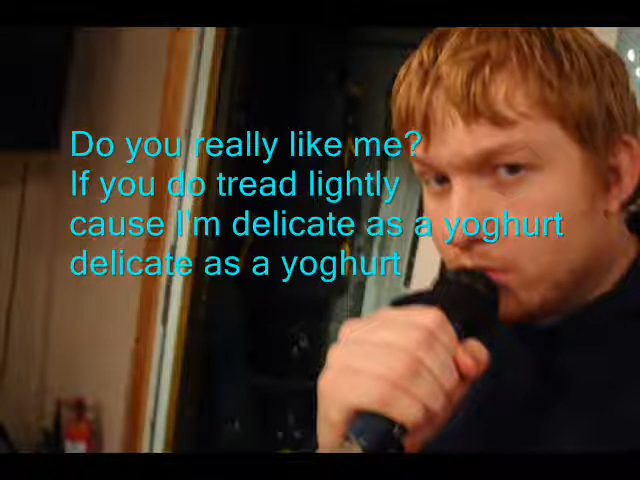 Do you really like me?
If you do tread lightly
cause I'm delicate as a yoghurt
delicate as a yoghurt